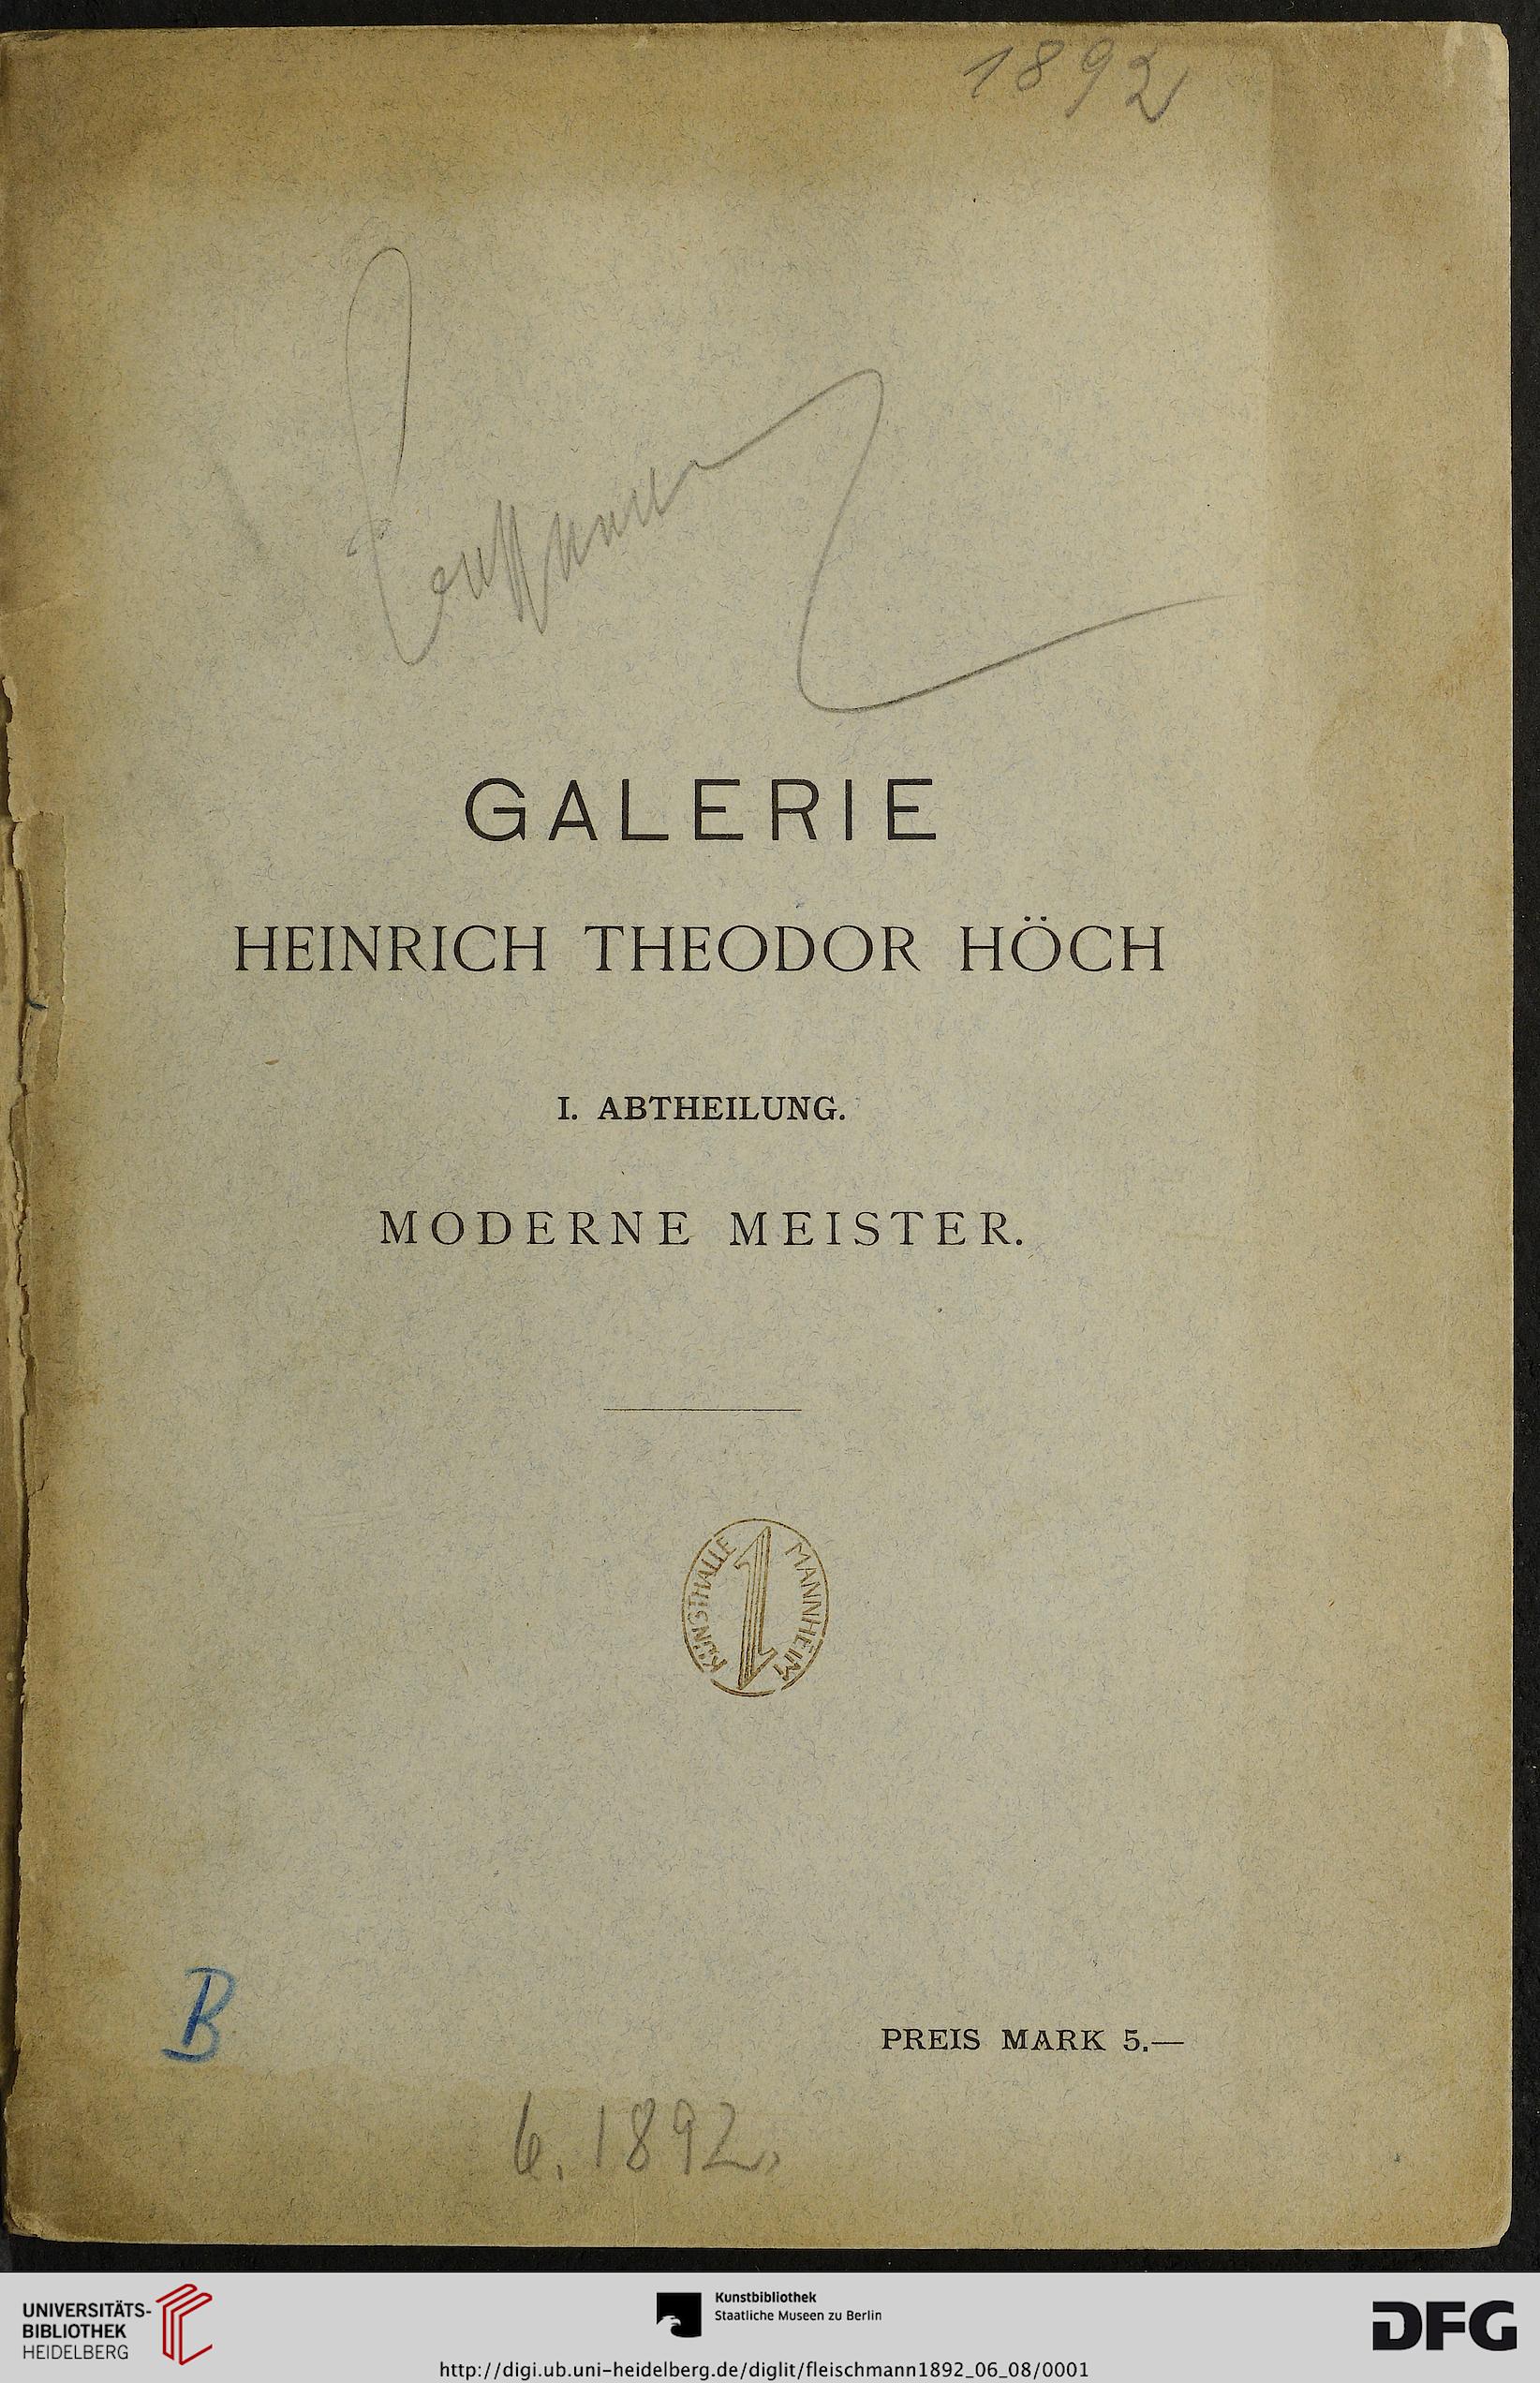 1892
GALERIE
HEINRICH THEODOR HÖCH
I. ABTHEILUNG.
MODERNE MEISTER.
KUNSTHALLE MANNHEIM
B
PREIS MARK 5.—
6. 1892.
UNIVERSITÄTS-
BIBLIOTHEK
HEIDELBERG
Kunstbibliothek
Staatliche Museen zu Berlin
DFG
http://digi.ub.uni-heidelberg.de/diglit/fleischmann1892_06_08/0001